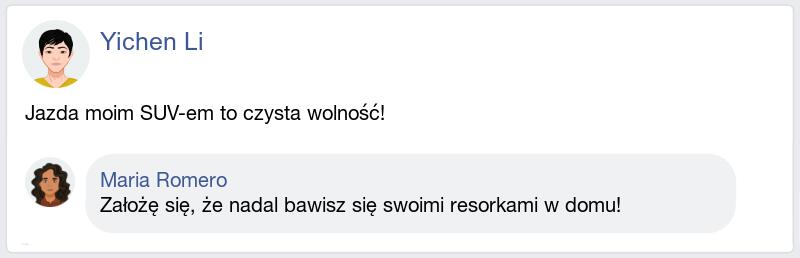 Yichen Li
Jazda moim SUV-em to czysta wolność!
Maria Romero
Założę się, że nadal bawisz się swoimi resorkami w domu!